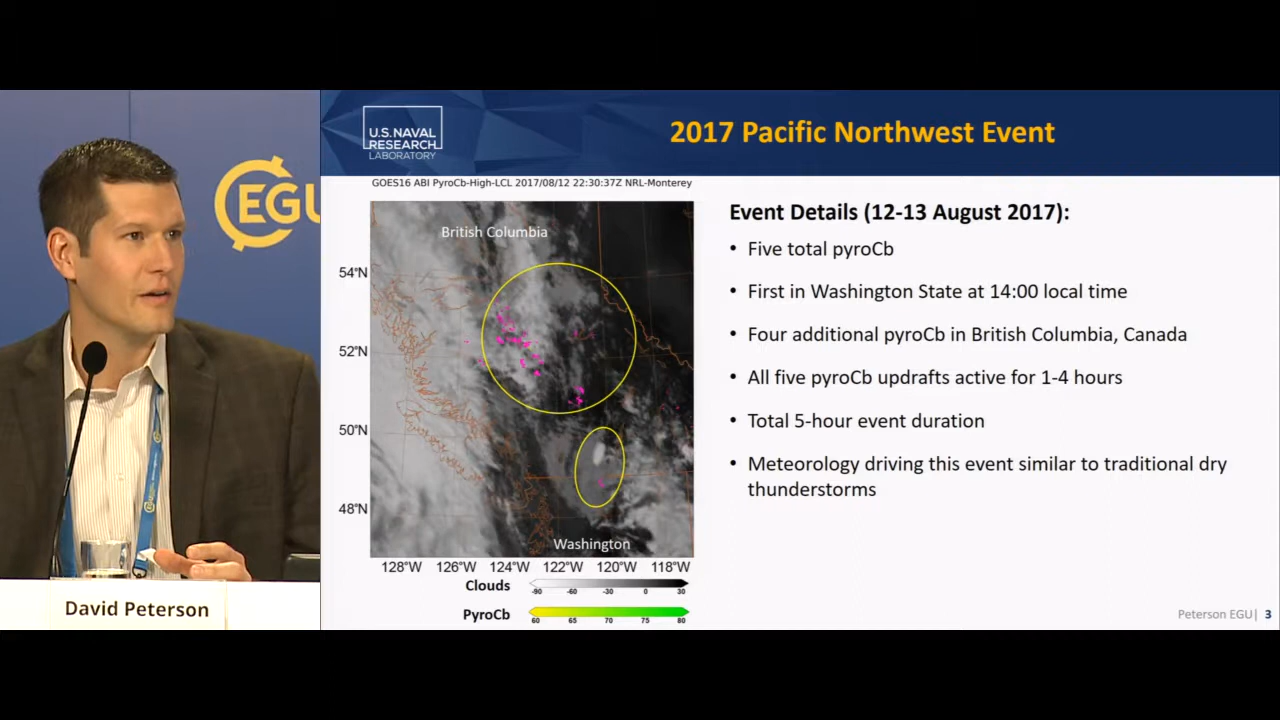 EGU
David Peterson
U.S. NAVAL
RESEARCH
LABORATORY
2017 Pacific Northwest Event
GOES16 ABI PyroCb-High-LCL 2017/08/12 22:30:37Z NRL-Monterey
British Columbia
54°N
52°N
50°N
48°N
Washington
128°W 126°W 124°W 122°W 120°W 118°W
Clouds
-90 -60 -30 0 30
PyroCb
60 65 70 75 80
Event Details (12-13 August 2017):
• Five total pyroCb
• First in Washington State at 14:00 local time
• Four additional pyroCb in British Columbia, Canada
• All five pyroCb updrafts active for 1-4 hours
• Total 5-hour event duration
• Meteorology driving this event similar to traditional dry
thunderstorms
Peterson EGU| 3